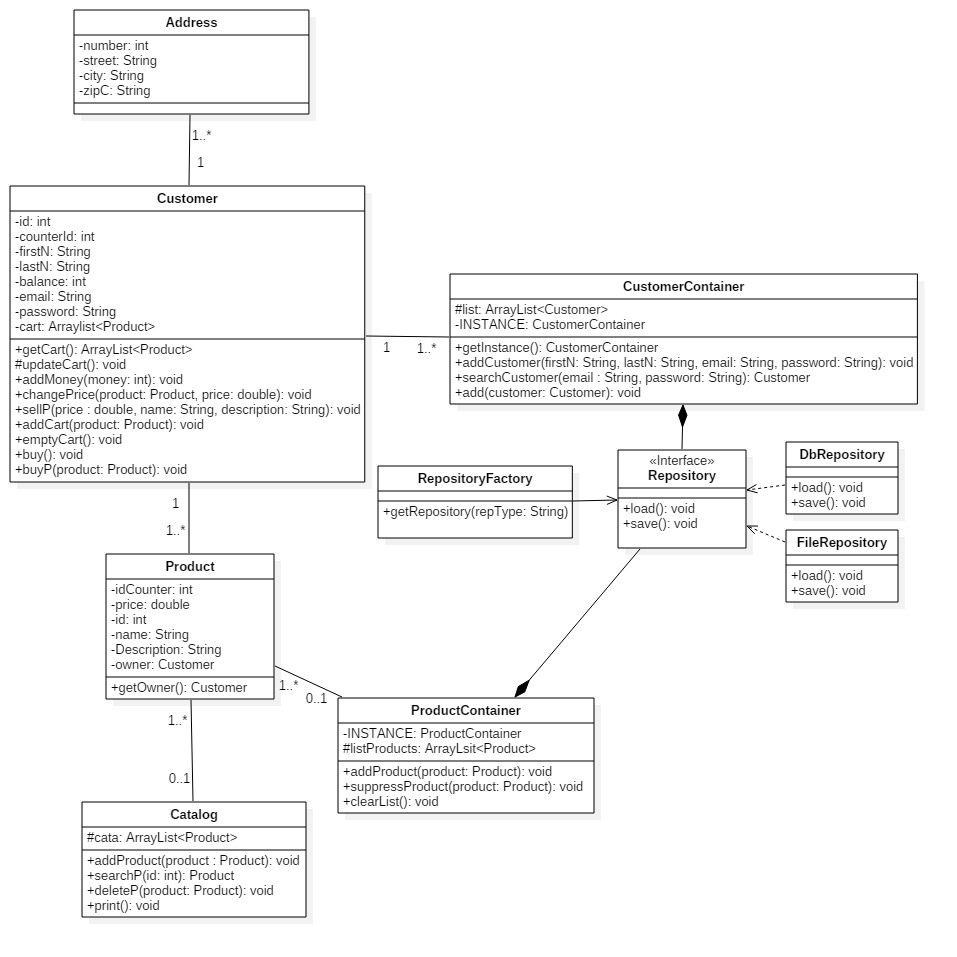 Address
-number: int
-street: String
-city: String
-zipC: String
1..*
1
Customer
-id: int
-counterId: int
-firstN: String
-lastN: String
-balance: int
-email: String
-password: String
-cart: Arraylist<Product>
+getCart(): ArrayList<Product>
#updateCart(): void
+addMoney(money: int): void
+changePrice(product: Product, price: double): void
+sellP(price : double, name: String, description: String): void
+addCart(product: Product): void
+emptyCart(): void
+buy(): void
+buyP(product: Product): void
1
1..*
CustomerContainer
#list: ArrayList<Customer>
-INSTANCE: CustomerContainer
+getInstance(): CustomerContainer
+addCustomer(firstN: String, lastN: String, email: String, password: String): void
+searchCustomer(email : String, password: String): Customer
+add(customer: Customer): void
RepositoryFactory
+getRepository(repType: String)
«Interface»
Repository
+load(): void
+save(): void
DbRepository
+load(): void
+save(): void
FileRepository
+load(): void
+save(): void
1
1..*
Product
-idCounter: int
-price: double
-id: int
-name: String
-Description: String
-owner: Customer
+getOwner(): Customer
1..*
0..1
ProductContainer
-INSTANCE: ProductContainer
#listProducts: ArrayLsit<Product>
+addProduct(product: Product): void
+suppressProduct(product: Product): void
+clearList(): void
1..*
0..1
Catalog
#cata: ArrayList<Product>
+addProduct(product : Product): void
+searchP(id: int): Product
+deleteP(product: Product): void
+print(): void